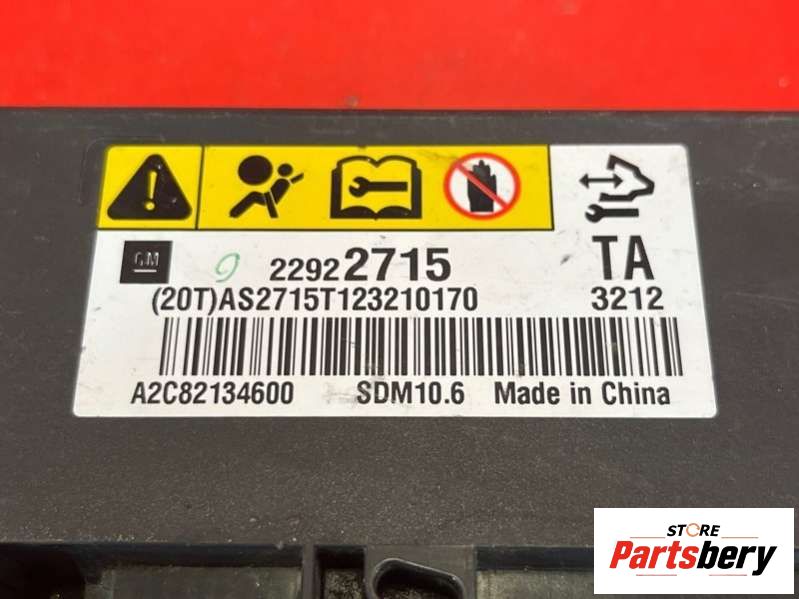 GM 9 22922715 TA
(20T)AS2715T123210170 3212
A2C82134600 SDM10.6 Made in China
STORE
Partsbery